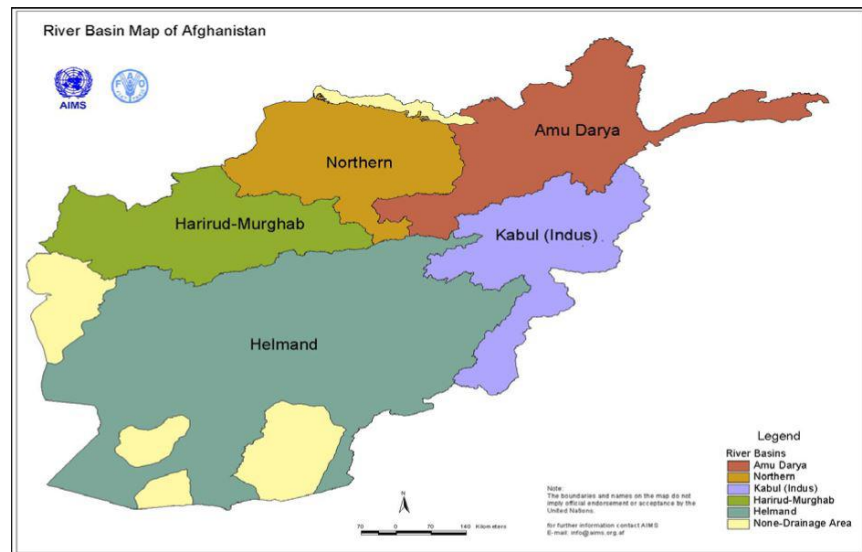 River Basin Map of Afghanistan
AIMS
F A O
Amu Darya
Northern
Harirud-Murghab
Kabul (Indus)
Helmand
Legend
River Basins
Amu Darya
Northern
Kabul (Indus)
Harirud-Murghab
Helmand
None-Drainage Area
Note:
The boundaries and names on the map do not
imply official endorsement or acceptance by the
United Nations.
for further information contact AIMS
E-mail: info@aims.org.af
N
70 0 70 140 Kilometers